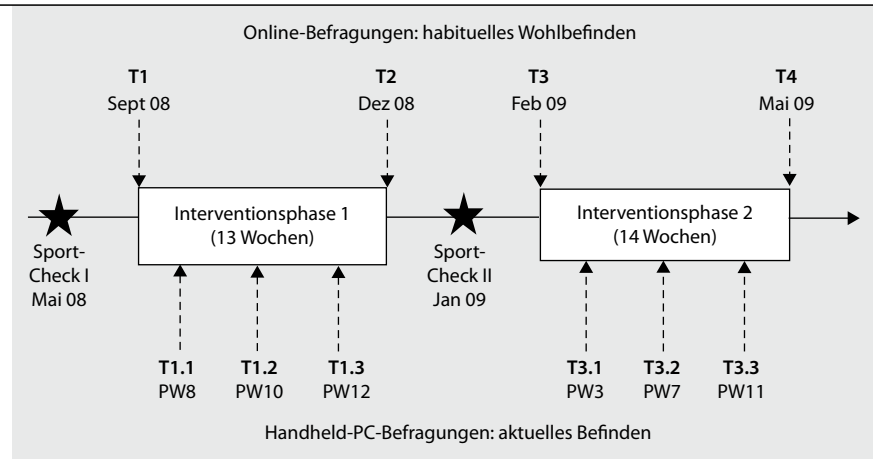 Online-Befragungen: habituelles Wohlbefinden
T1
Sept 08
T2
Dez 08
T3
Feb 09
T4
Mai 09
Interventionsphase 1
(13 Wochen)
Interventionsphase 2
(14 Wochen)
Sport-
Check I
Mai 08
Sport-
Check II
Jan 09
T1.1
PW8
T1.2
PW10
T1.3
PW12
T3.1
PW3
T3.2
PW7
T3.3
PW11
Handheld-PC-Befragungen: aktuelles Befinden